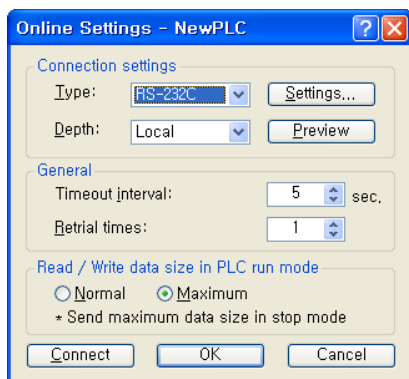 Online Settings - NewPLC
Connection settings
Type: RS-232C Settings...
Depth: Local Preview
General
Timeout interval: 5 sec.
Retrial times: 1
Read / Write data size in PLC run mode
Normal Maximum
* Send maximum data size in stop mode
Connect OK Cancel